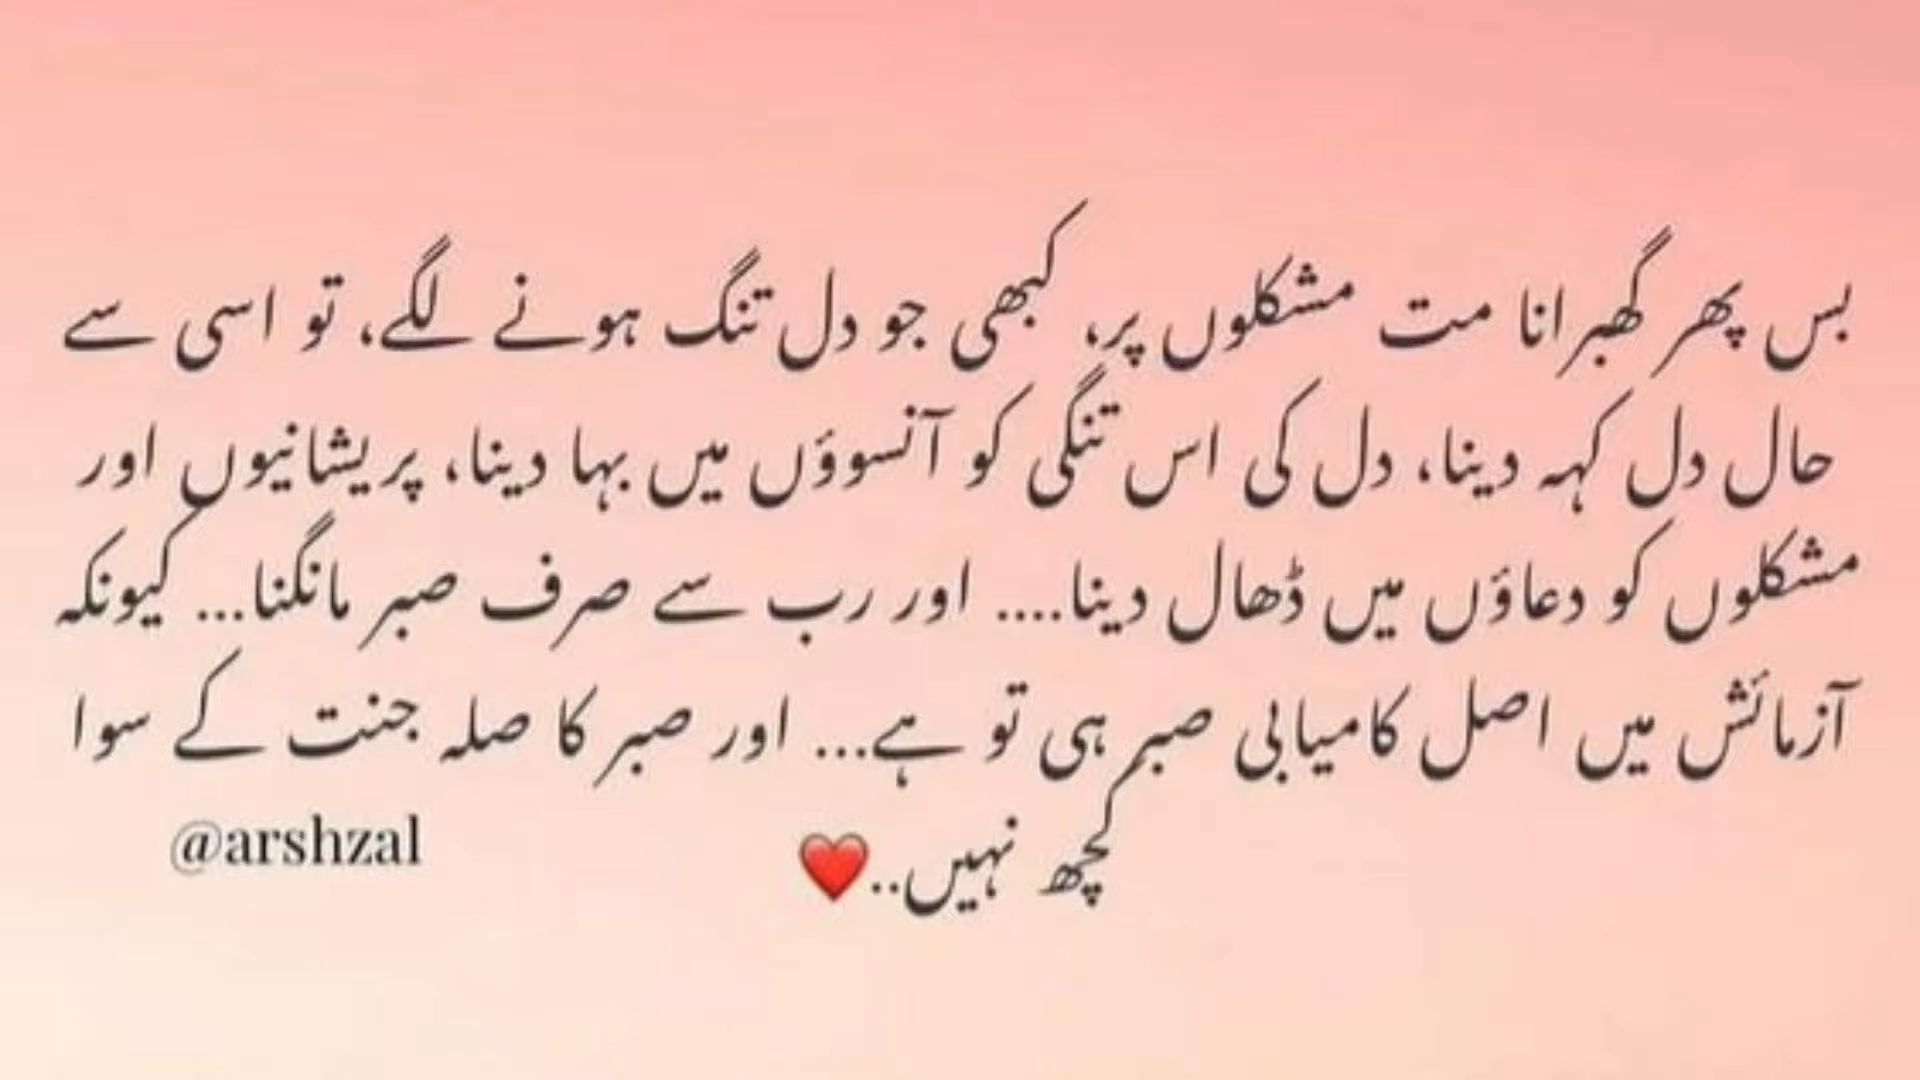 بس پھر گھبرانا مت مشکلوں پر، کبھی جو دل تنگ ہونے لگے، تو اسی سے
حال دل کہہ دینا، دل کی اس تنگی کو آنسوؤں میں بہا دینا، پریشانیوں اور
مشکلوں کو دعاؤں میں ڈھال دینا.... اور رب سے صرف صبر مانگنا... کیونکہ
آزمائش میں اصل کامیابی صبر ہی تو ہے... اور صبر کا صلہ جنت کے سوا
کچھ نہیں..❤️
@arshzal